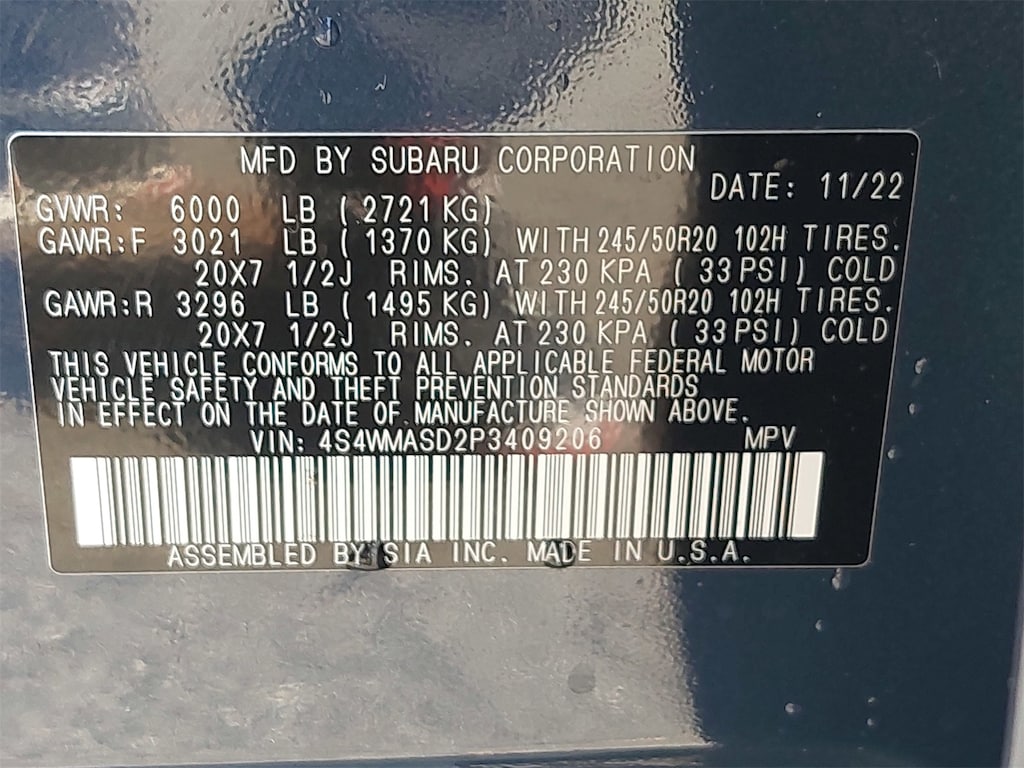 MFD BY SUBARU CORPORATION
DATE: 11/22
GVWR: 6000 LB ( 2721 KG)
GAWR:F 3021 LB ( 1370 KG) WITH 245/50R20 102H TIRES.
20X7 1/2J RIMS. AT 230 KPA ( 33 PSI) COLD
GAWR:R 3296 LB ( 1495 KG) WITH 245/50R20 102H TIRES.
20X7 1/2J RIMS. AT 230 KPA ( 33 PSI) COLD
THIS VEHICLE CONFORMS TO ALL APPLICABLE FEDERAL MOTOR
VEHICLE SAFETY AND THEFT PREVENTION STANDARDS
IN EFFECT ON THE DATE OF MANUFACTURE SHOWN ABOVE.
VIN: 4S4WMASD2P3409206 MPV
ASSEMBLED BY SIA INC. MADE IN U.S.A.